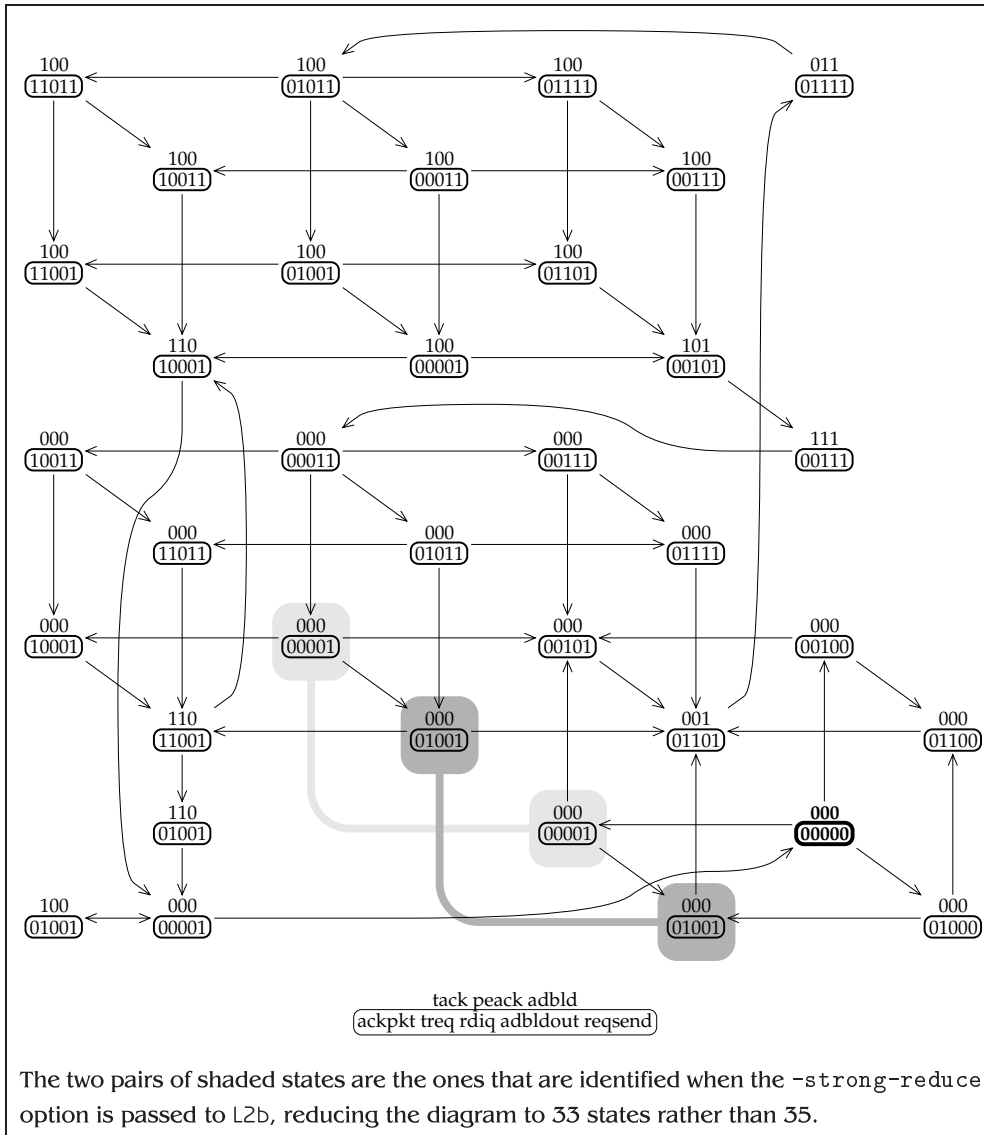 100 100 100 011
11011 01011 01111 01111
100 100 100
10011 00011 00111
100 100 100
11001 01001 01101
110 100 101
10001 00001 00101
000 000 000 111
10011 00011 00111 00111
000 000 000
11011 01011 01111
000 000 000 000
10001 00001 00101 00100
110 000 001 000
11001 01001 01101 01100
110 000 000
01001 00001 00000
100 000 000 000
01001 00001 01001 01000
tack peack adbld
ackpkt treq rdiq adbldout reqsend
The two pairs of shaded states are the ones that are identified when the -strong-reduce
option is passed to L2b, reducing the diagram to 33 states rather than 35.